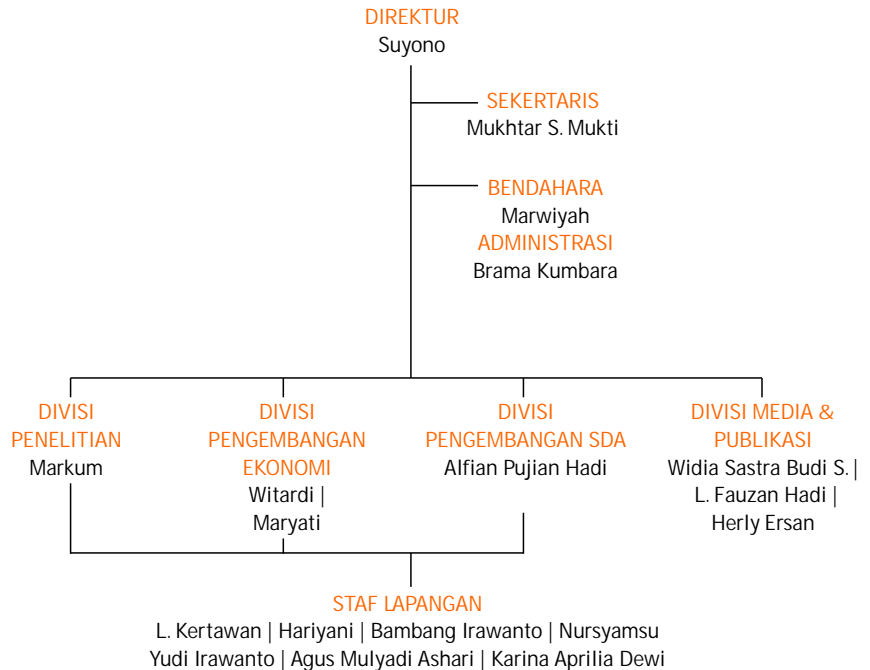 DIREKTUR
Suyono
SEKERTARIS
Mukhtar S. Mukti
BENDAHARA
Marwiyah
ADMINISTRASI
Brama Kumbara
DIVISI
PENELITIAN
Markum
DIVISI
PENGEMBANGAN
EKONOMI
Witardi |
Maryati
DIVISI
PENGEMBANGAN SDA
Alfian Pujian Hadi
DIVISI MEDIA &
PUBLIKASI
Widia Sastra Budi S. |
L. Fauzan Hadi |
Herly Ersan
STAF LAPANGAN
L. Kertawan | Hariyani | Bambang Irawanto | Nursyamsu
Yudi Irawanto | Agus Mulyadi Ashari | Karina Aprilia Dewi